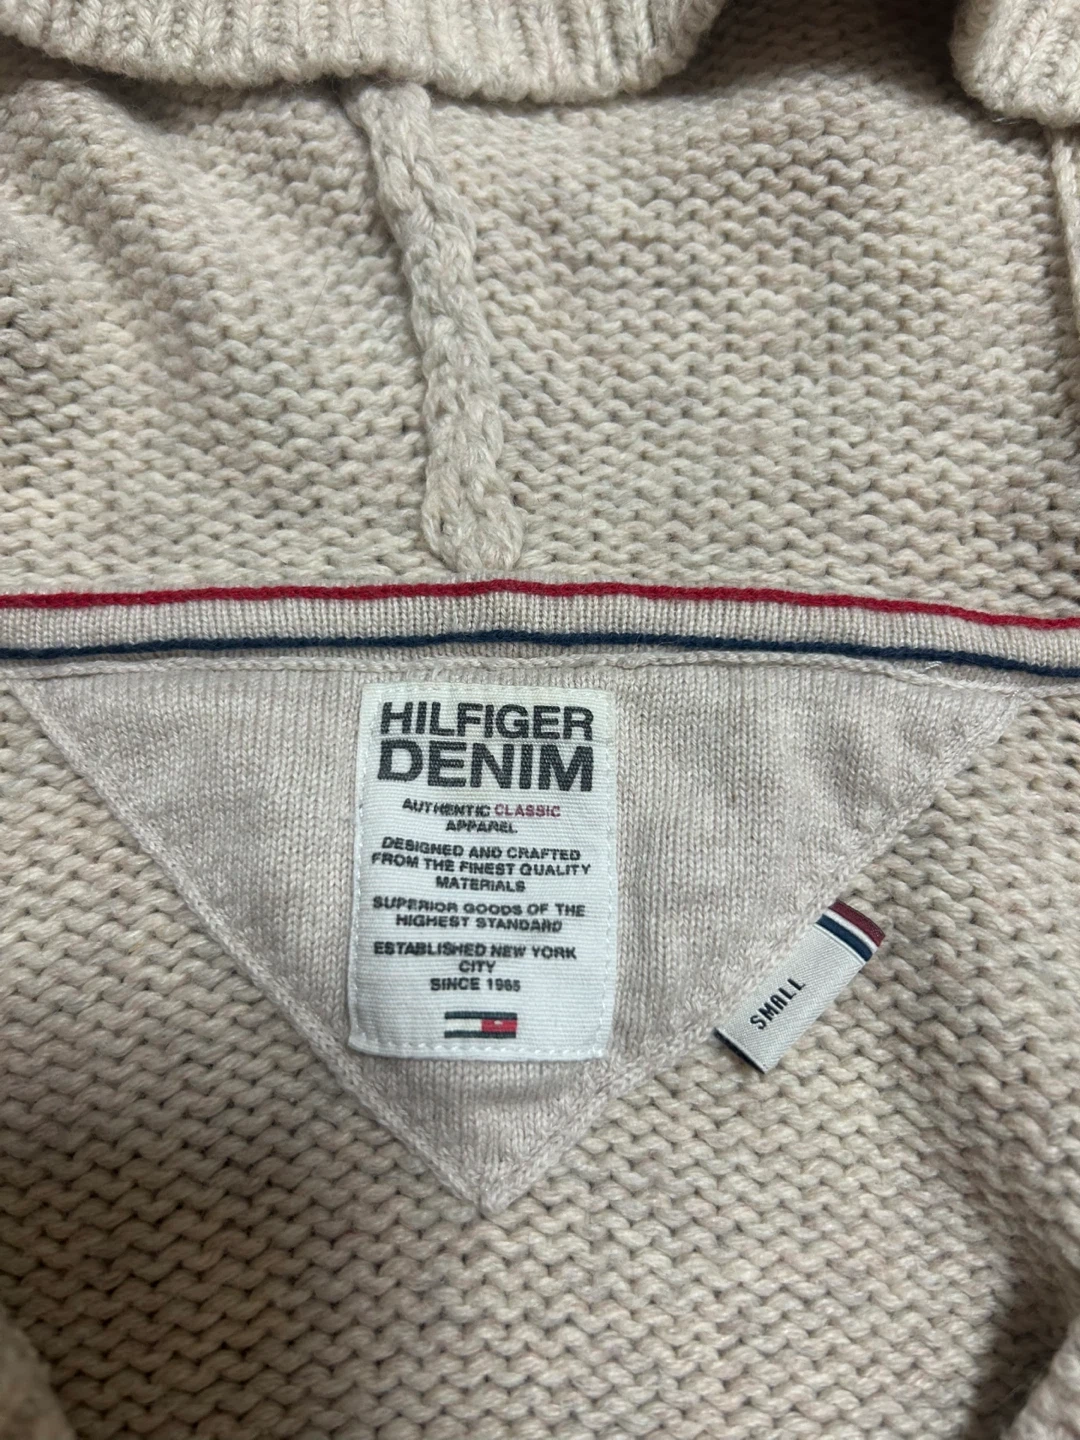 HILFIGER
DENIM
AUTHENTIC CLASSIC
APPAREL
DESIGNED AND CRAFTED
FROM THE FINEST QUALITY
MATERIALS
SUPERIOR GOODS OF THE
HIGHEST STANDARD
ESTABLISHED NEW YORK
CITY
SINCE 1985
SMALL